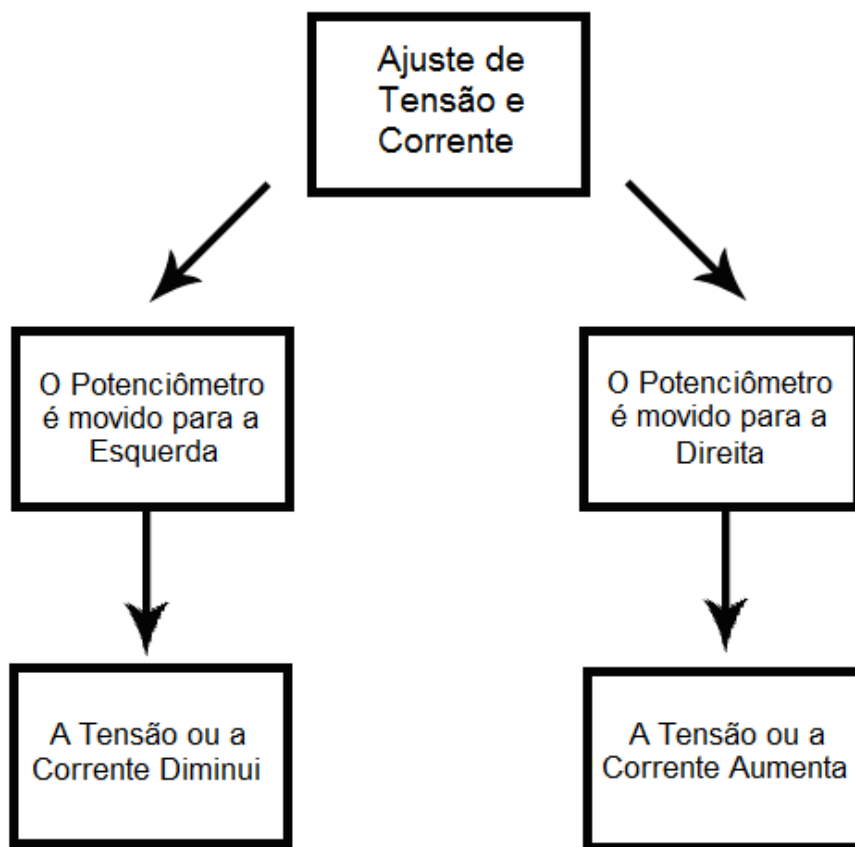 Ajuste de
Tensão e
Corrente
O Potenciômetro
é movido para a
Esquerda
O Potenciômetro
é movido para a
Direita
A Tensão ou a
Corrente Diminui
A Tensão ou a
Corrente Aumenta